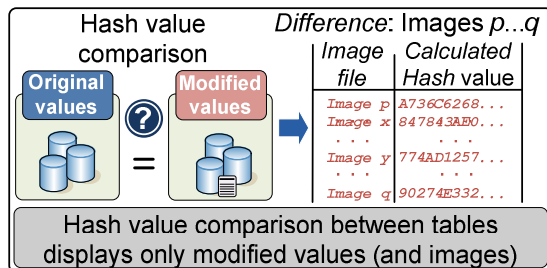 Hash value
comparison
Original
values
?
Modified
values
=
Difference: Images p...q
Image
file
Calculated
Hash value
Image p A736C6268...
Image x 847843AE0...
. . . . . .
Image y 774AD1257...
. . . . . .
Image q 90274E332...
Hash value comparison between tables
displays only modified values (and images)